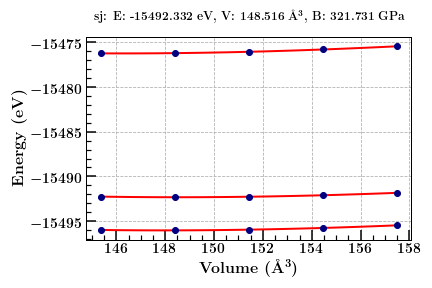 sj: E: -15492.332 eV, V: 148.516 Å³, B: 321.731 GPa
−15475
−15480
−15485
−15490
−15495
Energy (eV)
146 148 150 152 154 156 158
Volume (Å³)